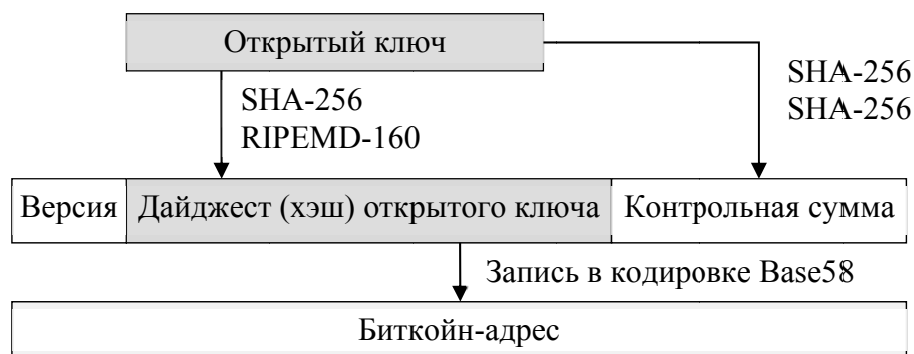 Открытый ключ
SHA-256
SHA-256
SHA-256
RIPEMD-160
Версия Дайджест (хэш) открытого ключа Контрольная сумма
Запись в кодировке Base58
Биткойн-адрес